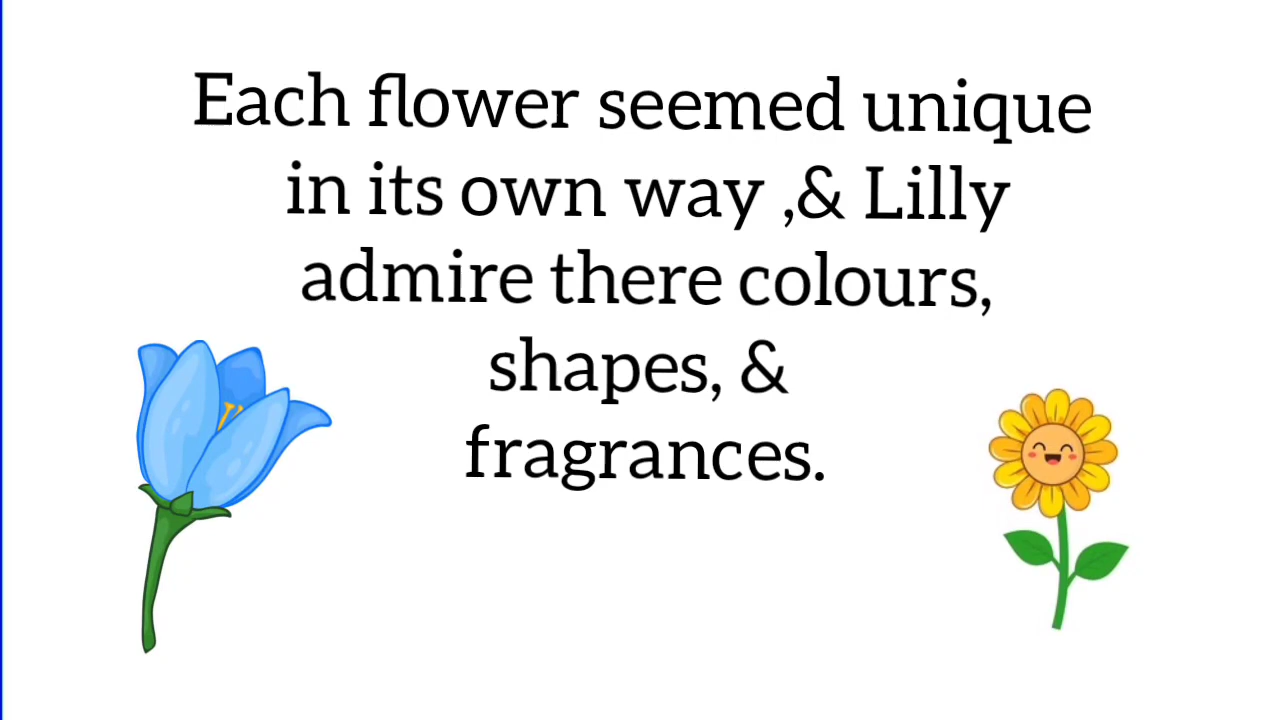 Each flower seemed unique
in its own way ,& Lilly
admire there colours,
shapes, &
fragrances.